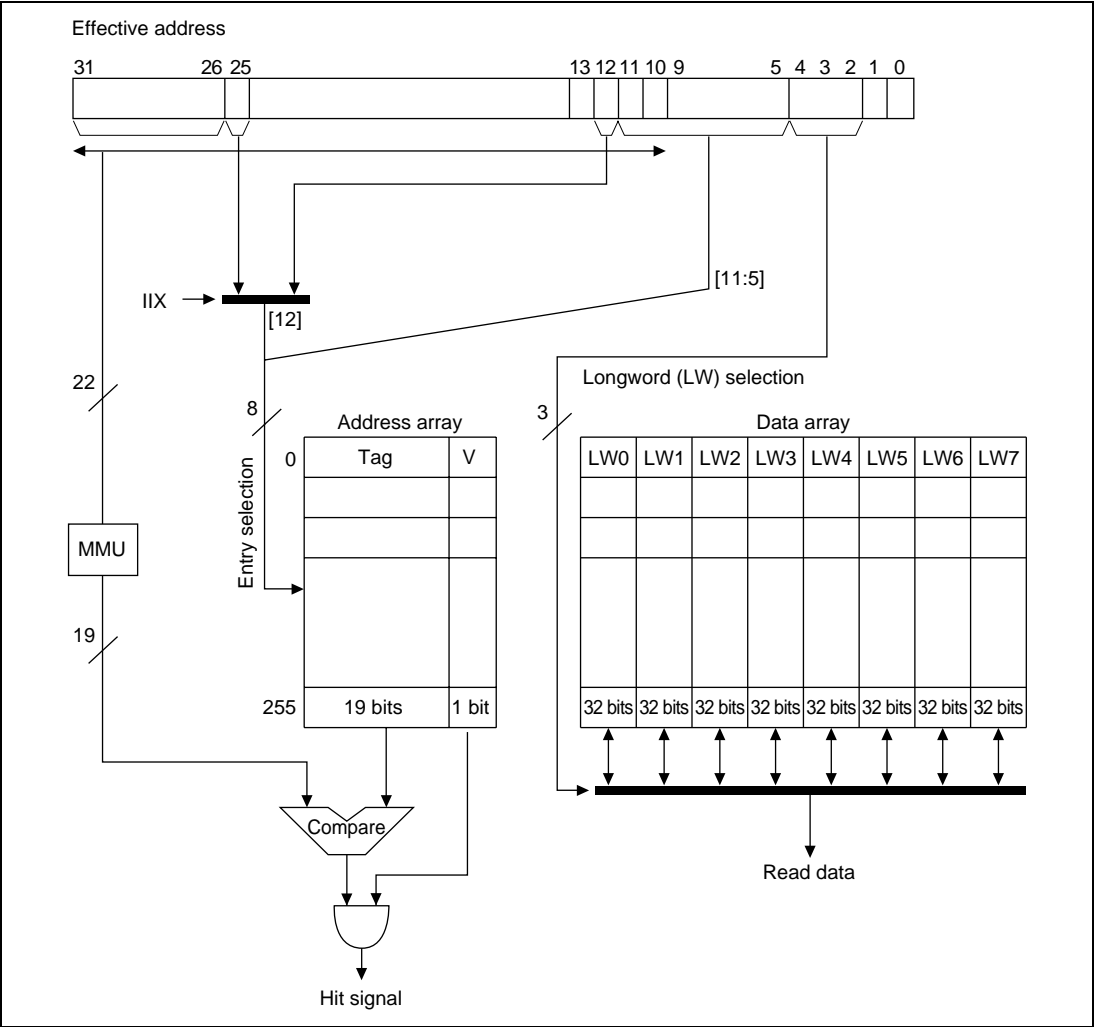 Effective address
31 26 25 13 12 11 10 9 5 4 3 2 1 0
IIX
[11:5]
[12]
22
Longword (LW) selection
8
3
Address array
Data array
0 Tag V
LW0 LW1 LW2 LW3 LW4 LW5 LW6 LW7
Entry selection
MMU
19
255 19 bits 1 bit
32 bits 32 bits 32 bits 32 bits 32 bits 32 bits 32 bits 32 bits
Compare
Read data
Hit signal